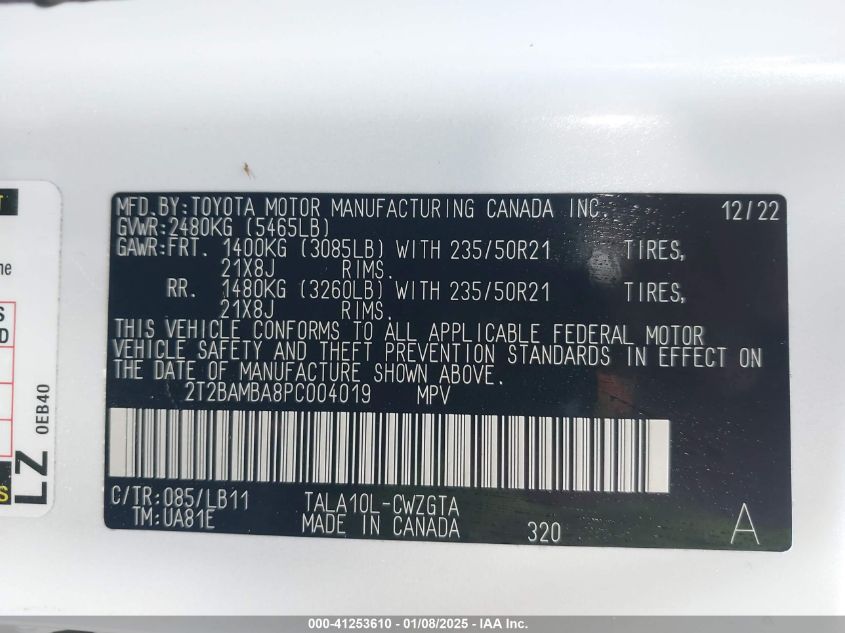 MFD.BY:TOYOTA MOTOR MANUFACTURING CANADA INC. 12/22
GVWR:2480KG (5465LB)
GAWR:FRT. 1400KG (3085LB) WITH 235/50R21 TIRES,
21X8J RIMS.
RR. 1480KG (3260LB) WITH 235/50R21 TIRES,
21X8J RIMS.
THIS VEHICLE CONFORMS TO ALL APPLICABLE FEDERAL MOTOR
VEHICLE SAFETY AND THEFT PREVENTION STANDARDS IN EFFECT ON
THE DATE OF MANUFACTURE SHOWN ABOVE.
2T2BAMBA8PC004019 MPV
C/TR:085/LB11 TALA10L-CWZGTA
TM:UA81E MADE IN CANADA 320 A
LZ 0EB40
000-41253610 - 01/08/2025 - IAA Inc.